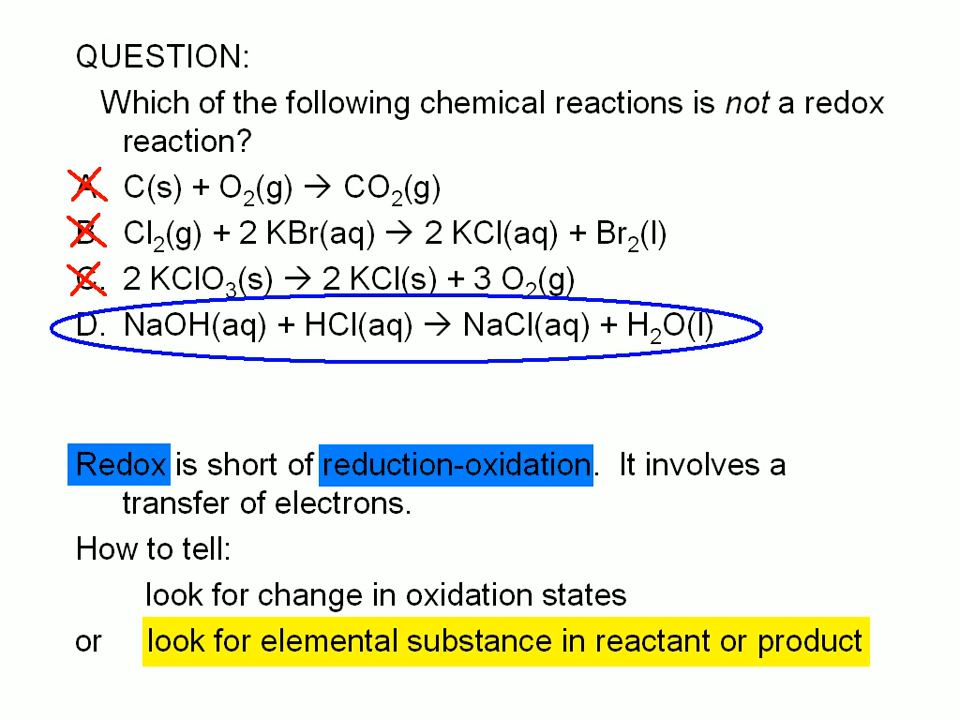 QUESTION:
Which of the following chemical reactions is not a redox
reaction?
A. C(s) + O₂(g) → CO₂(g)
B. Cl₂(g) + 2 KBr(aq) → 2 KCl(aq) + Br₂(l)
C. 2 KClO₃(s) → 2 KCl(s) + 3 O₂(g)
D. NaOH(aq) + HCl(aq) → NaCl(aq) + H₂O(l)
Redox is short of reduction-oxidation. It involves a
transfer of electrons.
How to tell:
look for change in oxidation states
or look for elemental substance in reactant or product